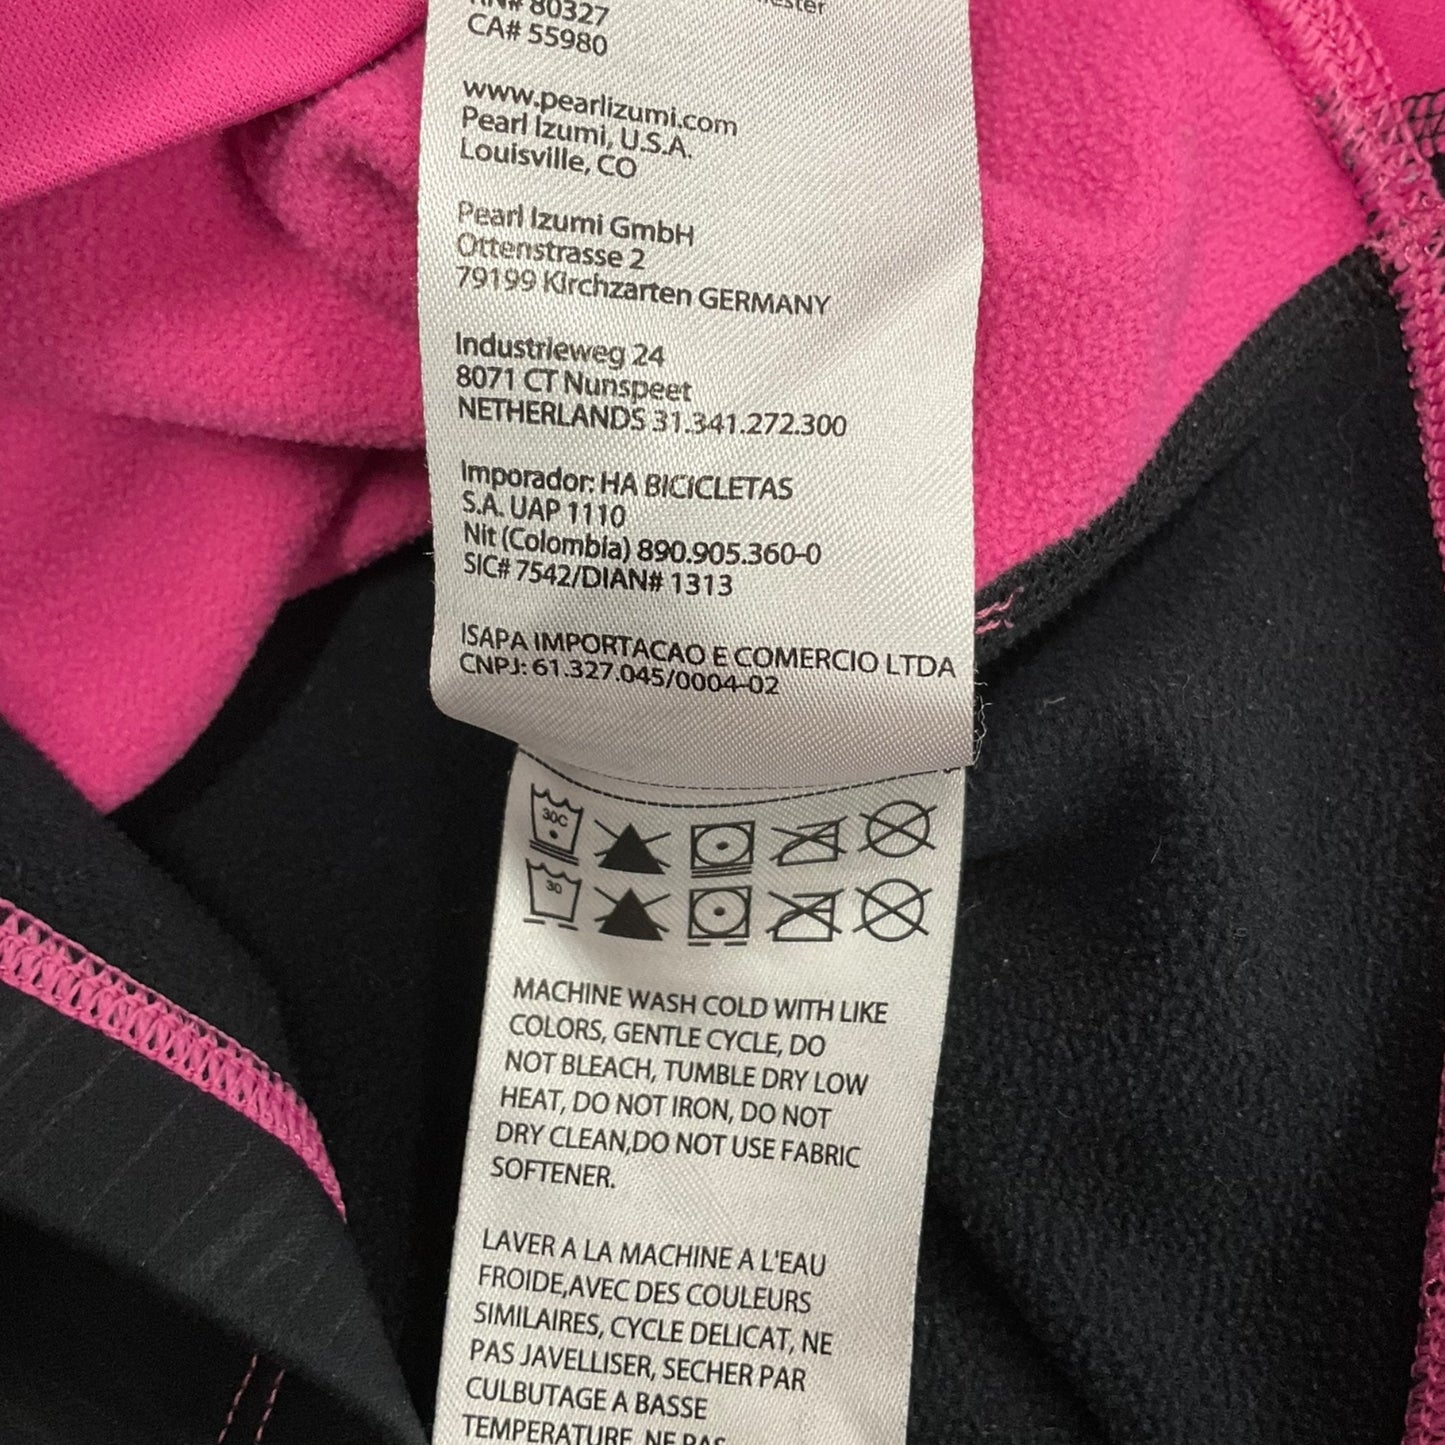 RN# 80327
CA# 55980
www.pearlizumi.com
Pearl Izumi, U.S.A.
Louisville, CO
Pearl Izumi GmbH
Ottenstrasse 2
79199 Kirchzarten GERMANY
Industrieweg 24
8071 CT Nunspeet
NETHERLANDS 31.341.272.300
Imporador: HA BICICLETAS
S.A. UAP 1110
Nit (Colombia) 890.905.360-0
SIC# 7542/DIAN# 1313
ISAPA IMPORTACAO E COMERCIO LTDA
CNPJ: 61.327.045/0004-02
30C
30
MACHINE WASH COLD WITH LIKE
COLORS, GENTLE CYCLE, DO
NOT BLEACH, TUMBLE DRY LOW
HEAT, DO NOT IRON, DO NOT
DRY CLEAN,DO NOT USE FABRIC
SOFTENER.
LAVER A LA MACHINE A L'EAU
FROIDE,AVEC DES COULEURS
SIMILAIRES, CYCLE DELICAT, NE
PAS JAVELLISER, SECHER PAR
CULBUTAGE A BASSE
TEMPERATURE, NE PAS